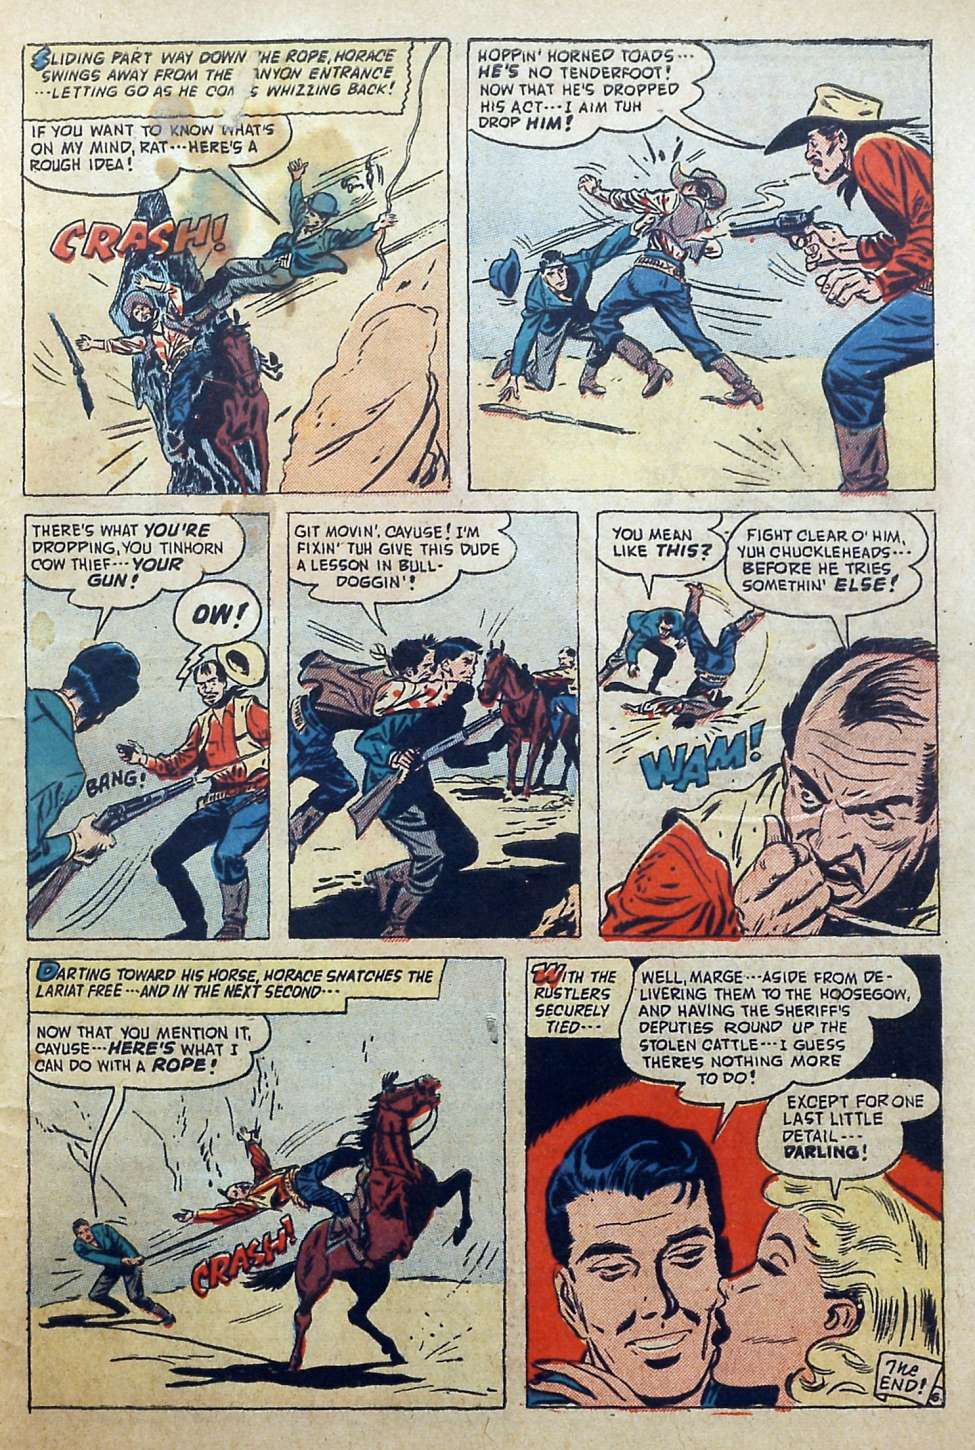 SLIDING PART WAY DOWN THE ROPE, HORACE
SWINGS AWAY FROM THE CANYON ENTRANCE
---LETTING GO AS HE COMES WHIZZING BACK!
IF YOU WANT TO KNOW WHAT'S
ON MY MIND, RAT---HERE'S A
ROUGH IDEA!
CRASH!
HOPPIN' HORNED TOADS---
HE'S NO TENDERFOOT!
NOW THAT HE'S DROPPED
HIS ACT---I AIM TUH
DROP HIM!
THERE'S WHAT YOU'RE
DROPPING, YOU TINHORN
COW THIEF---YOUR
GUN!
OW!
BANG!
GIT MOVIN', CAYUSE! I'M
FIXIN' TUH GIVE THIS DUDE
A LESSON IN BULL-
DOGGIN'!
YOU MEAN
LIKE THIS?
FIGHT CLEAR O' HIM,
YUH CHUCKLEHEADS---
BEFORE HE TRIES
SOMETHIN' ELSE!
WAM!
DARTING TOWARD HIS HORSE, HORACE SNATCHES THE
LARIAT FREE---AND IN THE NEXT SECOND---
NOW THAT YOU MENTION IT,
CAYUSE---HERE'S WHAT I
CAN DO WITH A ROPE!
CRASH!
WITH THE
RUSTLERS
SECURELY
TIED---
WELL, MARGE---ASIDE FROM DE-
LIVERING THEM TO THE HOOSEGOW,
AND HAVING THE SHERIFF'S
DEPUTIES ROUND UP THE
STOLEN CATTLE---I GUESS
THERE'S NOTHING MORE
TO DO!
EXCEPT FOR ONE
LAST LITTLE
DETAIL---
DARLING!
THE
END!
6